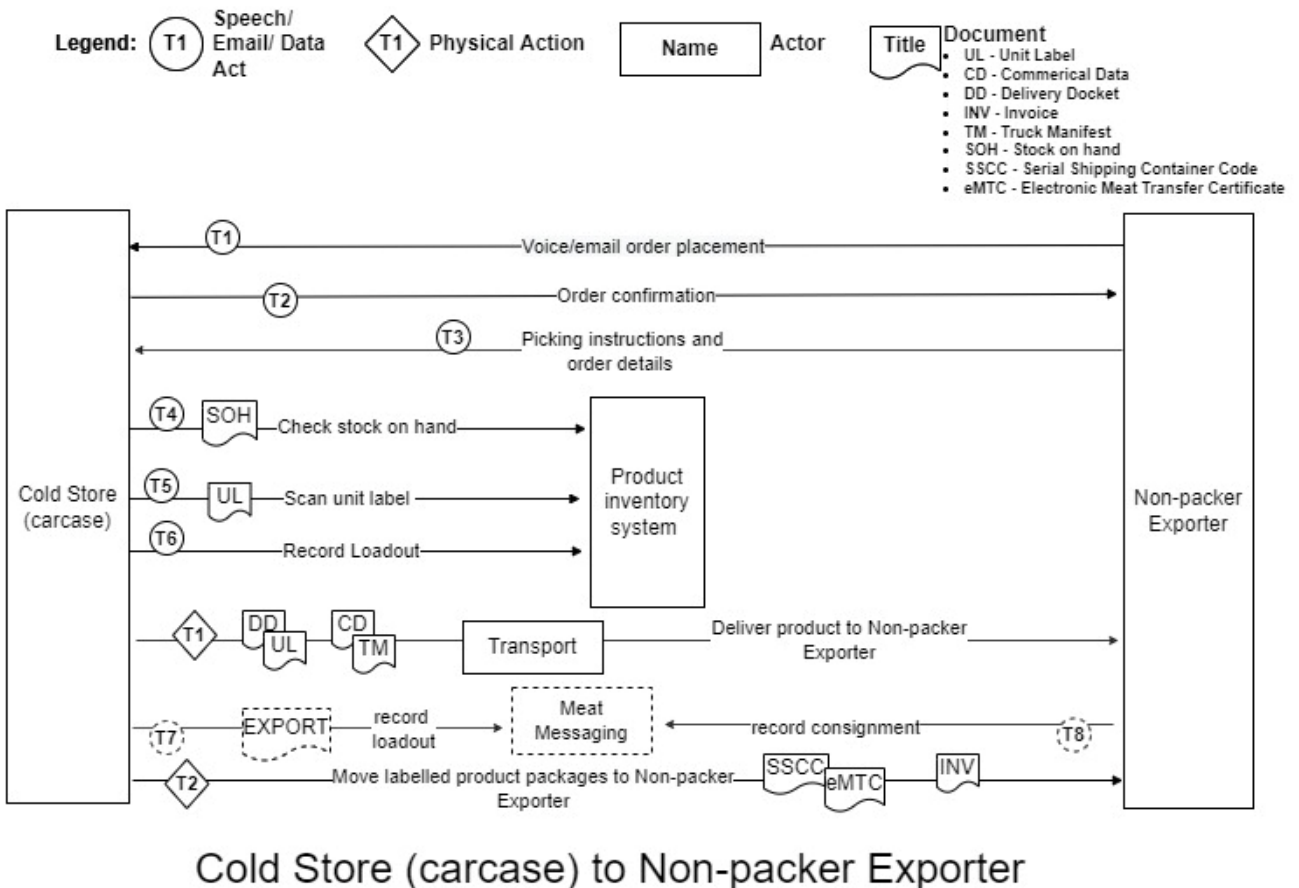 Legend:
T1
Speech/
Email/ Data
Act
T1
Physical Action
Name
Actor
Title
Document
• UL - Unit Label
• CD - Commerical Data
• DD - Delivery Docket
• INV - Invoice
• TM - Truck Manifest
• SOH - Stock on hand
• SSCC - Serial Shipping Container Code
• eMTC - Electronic Meat Transfer Certificate
T1
Voice/email order placement
T2
Order confirmation
T3
Picking instructions and
order details
T4
SOH
Check stock on hand
Cold Store
(carcase)
T5
UL
Scan unit label
Product
inventory
system
Non-packer
Exporter
T6
Record Loadout
T1
DD
UL
CD
TM
Transport
Deliver product to Non-packer
Exporter
T7
EXPORT
record
loadout
Meat
Messaging
record consignment
T8
T2
Move labelled product packages to Non-packer
Exporter
SSCC
eMTC
INV
Cold Store (carcase) to Non-packer Exporter